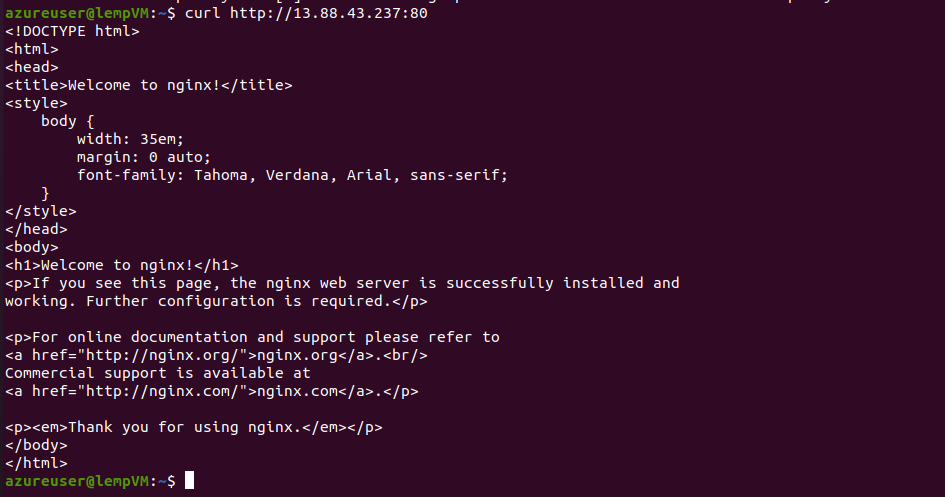 azureuser@lempVM:~$ curl http://13.88.43.237:80
<!DOCTYPE html>
<html>
<head>
<title>Welcome to nginx!</title>
<style>
    body {
        width: 35em;
        margin: 0 auto;
        font-family: Tahoma, Verdana, Arial, sans-serif;
    }
</style>
</head>
<body>
<h1>Welcome to nginx!</h1>
<p>If you see this page, the nginx web server is successfully installed and
working. Further configuration is required.</p>

<p>For online documentation and support please refer to
<a href="http://nginx.org/">nginx.org</a>.<br/>
Commercial support is available at
<a href="http://nginx.com/">nginx.com</a>.</p>

<p><em>Thank you for using nginx.</em></p>
</body>
</html>
azureuser@lempVM:~$